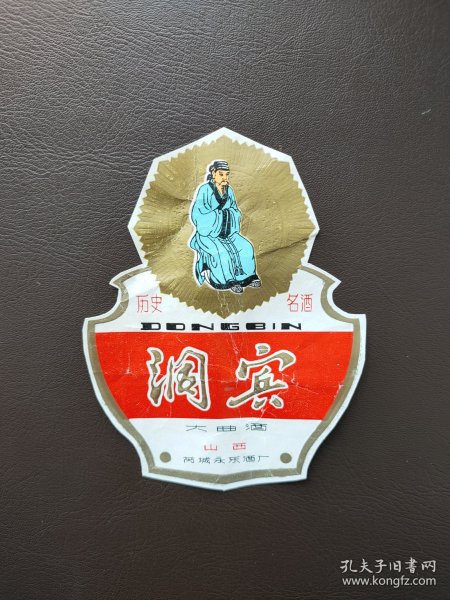 历史 名酒
DONGBIN
洞宾
大曲酒
山西
芮城永乐酒厂
孔夫子旧书网
www.kongfz.com